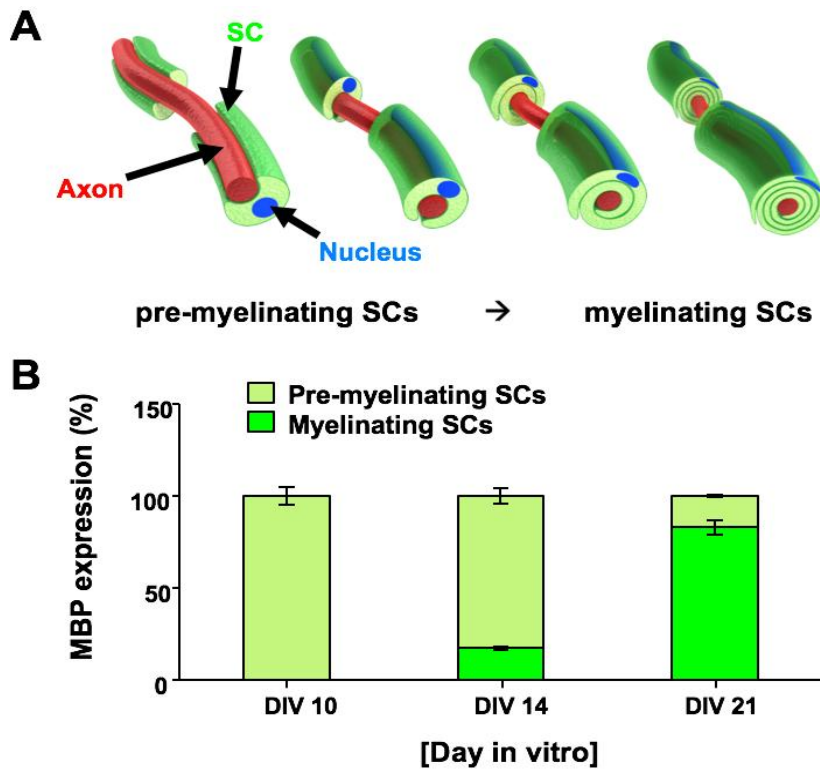 A
SC
Axon
Nucleus
pre-myelinating SCs → myelinating SCs
B
Pre-myelinating SCs
Myelinating SCs
MBP expression (%)
150
100
50
0
DIV 10 DIV 14 DIV 21
[Day in vitro]